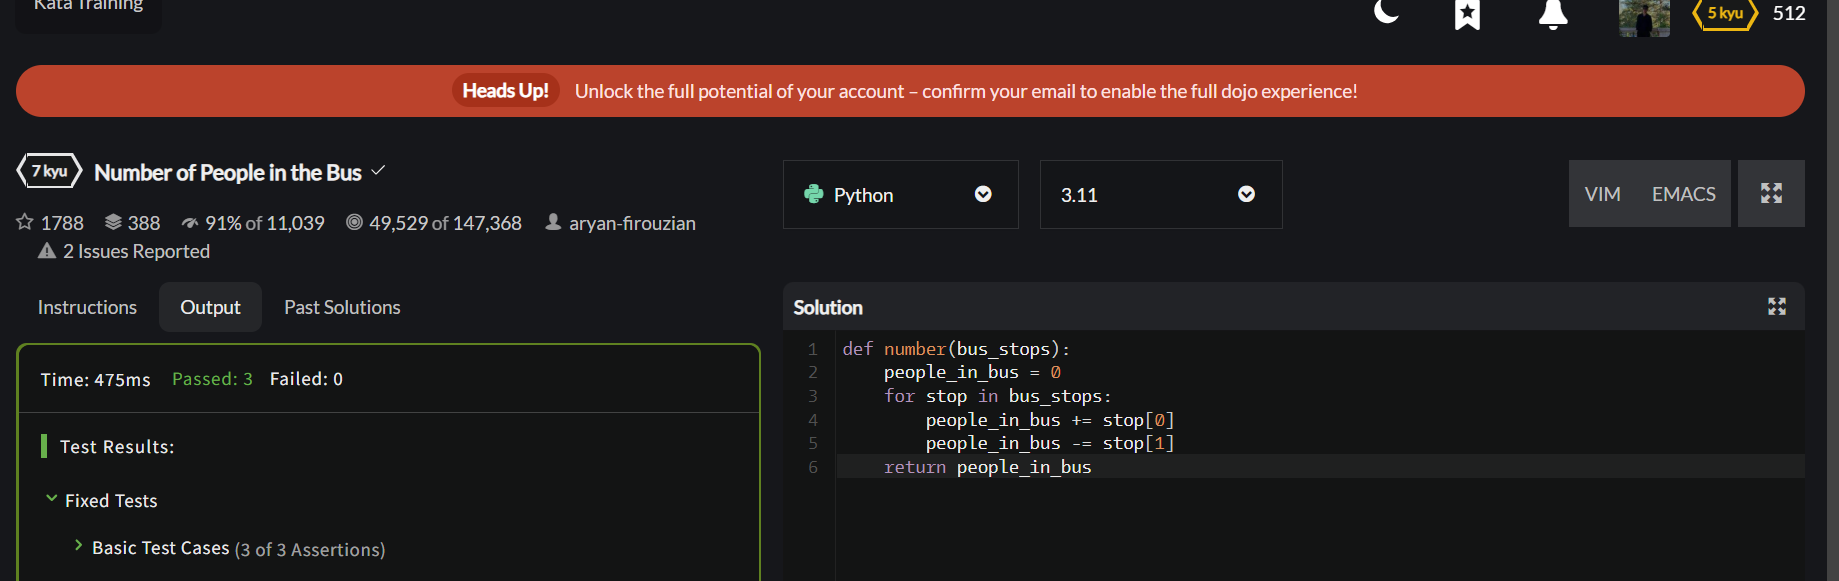 Kata Training
5 kyu 512
Heads Up! Unlock the full potential of your account – confirm your email to enable the full dojo experience!
7 kyu Number of People in the Bus
1788 388 91% of 11,039 49,529 of 147,368 aryan-firouzian
2 Issues Reported
Python
3.11
VIM EMACS
Instructions Output Past Solutions
Time: 475ms Passed: 3 Failed: 0
Test Results:
Fixed Tests
Basic Test Cases (3 of 3 Assertions)
Solution
1 def number(bus_stops):
2     people_in_bus = 0
3     for stop in bus_stops:
4         people_in_bus += stop[0]
5         people_in_bus -= stop[1]
6     return people_in_bus